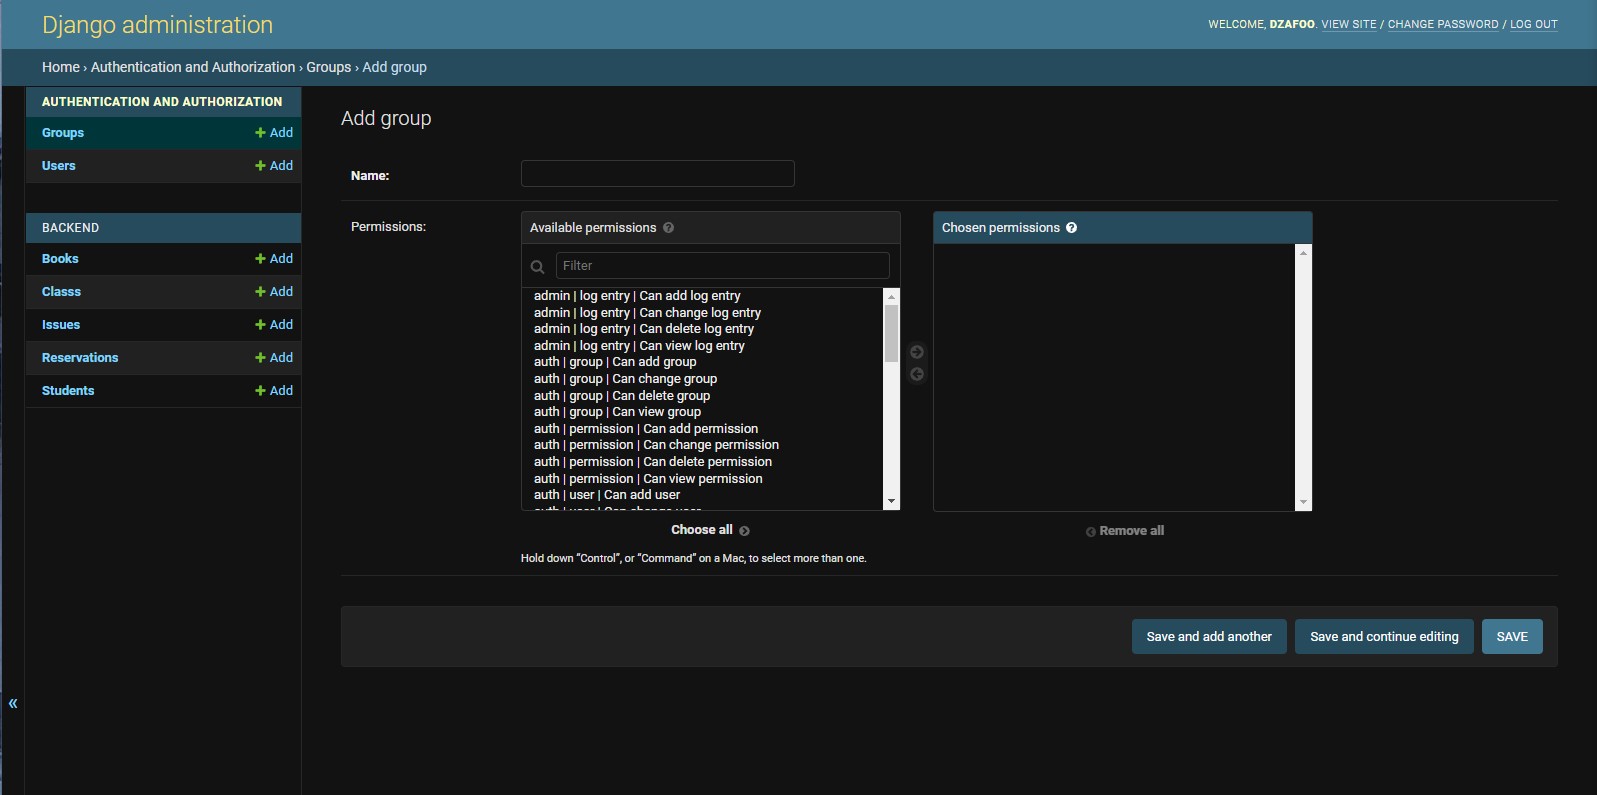 Django administration
WELCOME, DZAFOO. VIEW SITE / CHANGE PASSWORD / LOG OUT
Home › Authentication and Authorization › Groups › Add group
AUTHENTICATION AND AUTHORIZATION
Groups + Add
Users + Add
BACKEND
Books + Add
Classs + Add
Issues + Add
Reservations + Add
Students + Add
«
Add group
Name:
Permissions:
Available permissions ?
Filter
admin | log entry | Can add log entry
admin | log entry | Can change log entry
admin | log entry | Can delete log entry
admin | log entry | Can view log entry
auth | group | Can add group
auth | group | Can change group
auth | group | Can delete group
auth | group | Can view group
auth | permission | Can add permission
auth | permission | Can change permission
auth | permission | Can delete permission
auth | permission | Can view permission
auth | user | Can add user
auth | user | Can change user
Choose all
Chosen permissions ?
Remove all
Hold down “Control”, or “Command” on a Mac, to select more than one.
Save and add another
Save and continue editing
SAVE